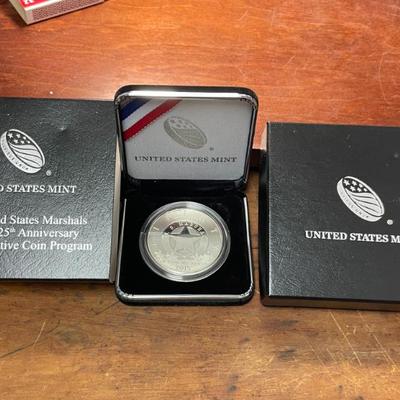 UNITED STATES MINT
d States Marshals
25th Anniversary
tive Coin Program
UNITED STATES MINT
UNITED STATES MINT